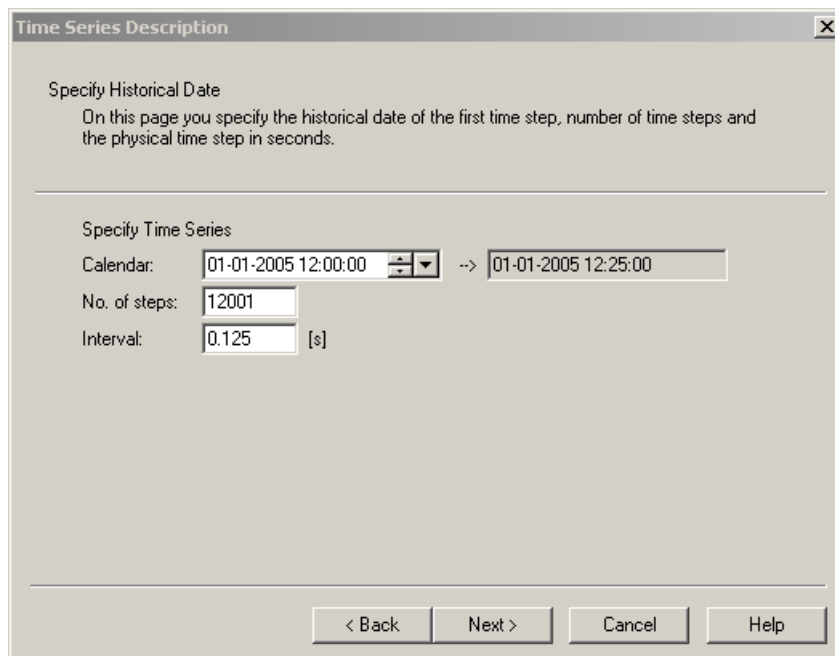 Time Series Description
Specify Historical Date
On this page you specify the historical date of the first time step, number of time steps and
the physical time step in seconds.
Specify Time Series
Calendar: 01-01-2005 12:00:00 --> 01-01-2005 12:25:00
No. of steps: 12001
Interval: 0.125 [s]
< Back Next > Cancel Help